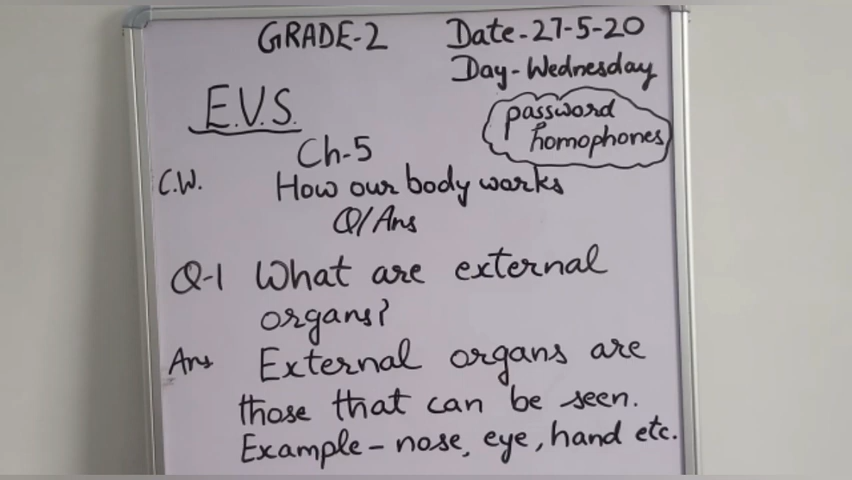 GRADE-2 Date-27-5-20
Day-Wednesday
E.V.S.
password
homophones
Ch-5
C.W. How our body works
Q/Ans
Q-1 What are external
organs?
Ans External organs are
those that can be seen.
Example - nose, eye, hand etc.